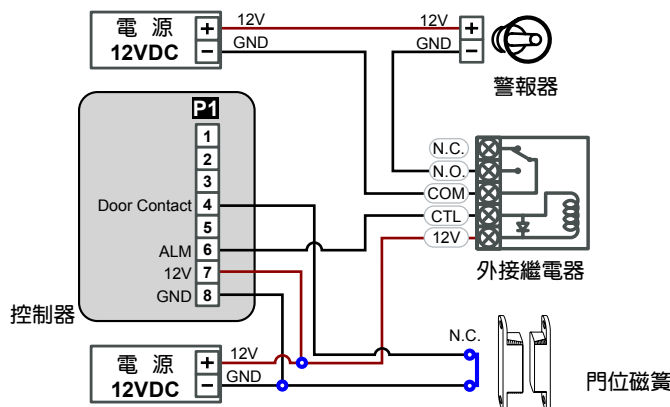 電 源
12VDC
+
−
12V
GND
12V
GND
+
−
警報器
P1
1
2
3
Door Contact 4
5
ALM 6
12V 7
GND 8
控制器
N.C.
N.O.
COM
CTL
12V
外接繼電器
電 源
12VDC
+
−
12V
GND
N.C.
門位磁簧